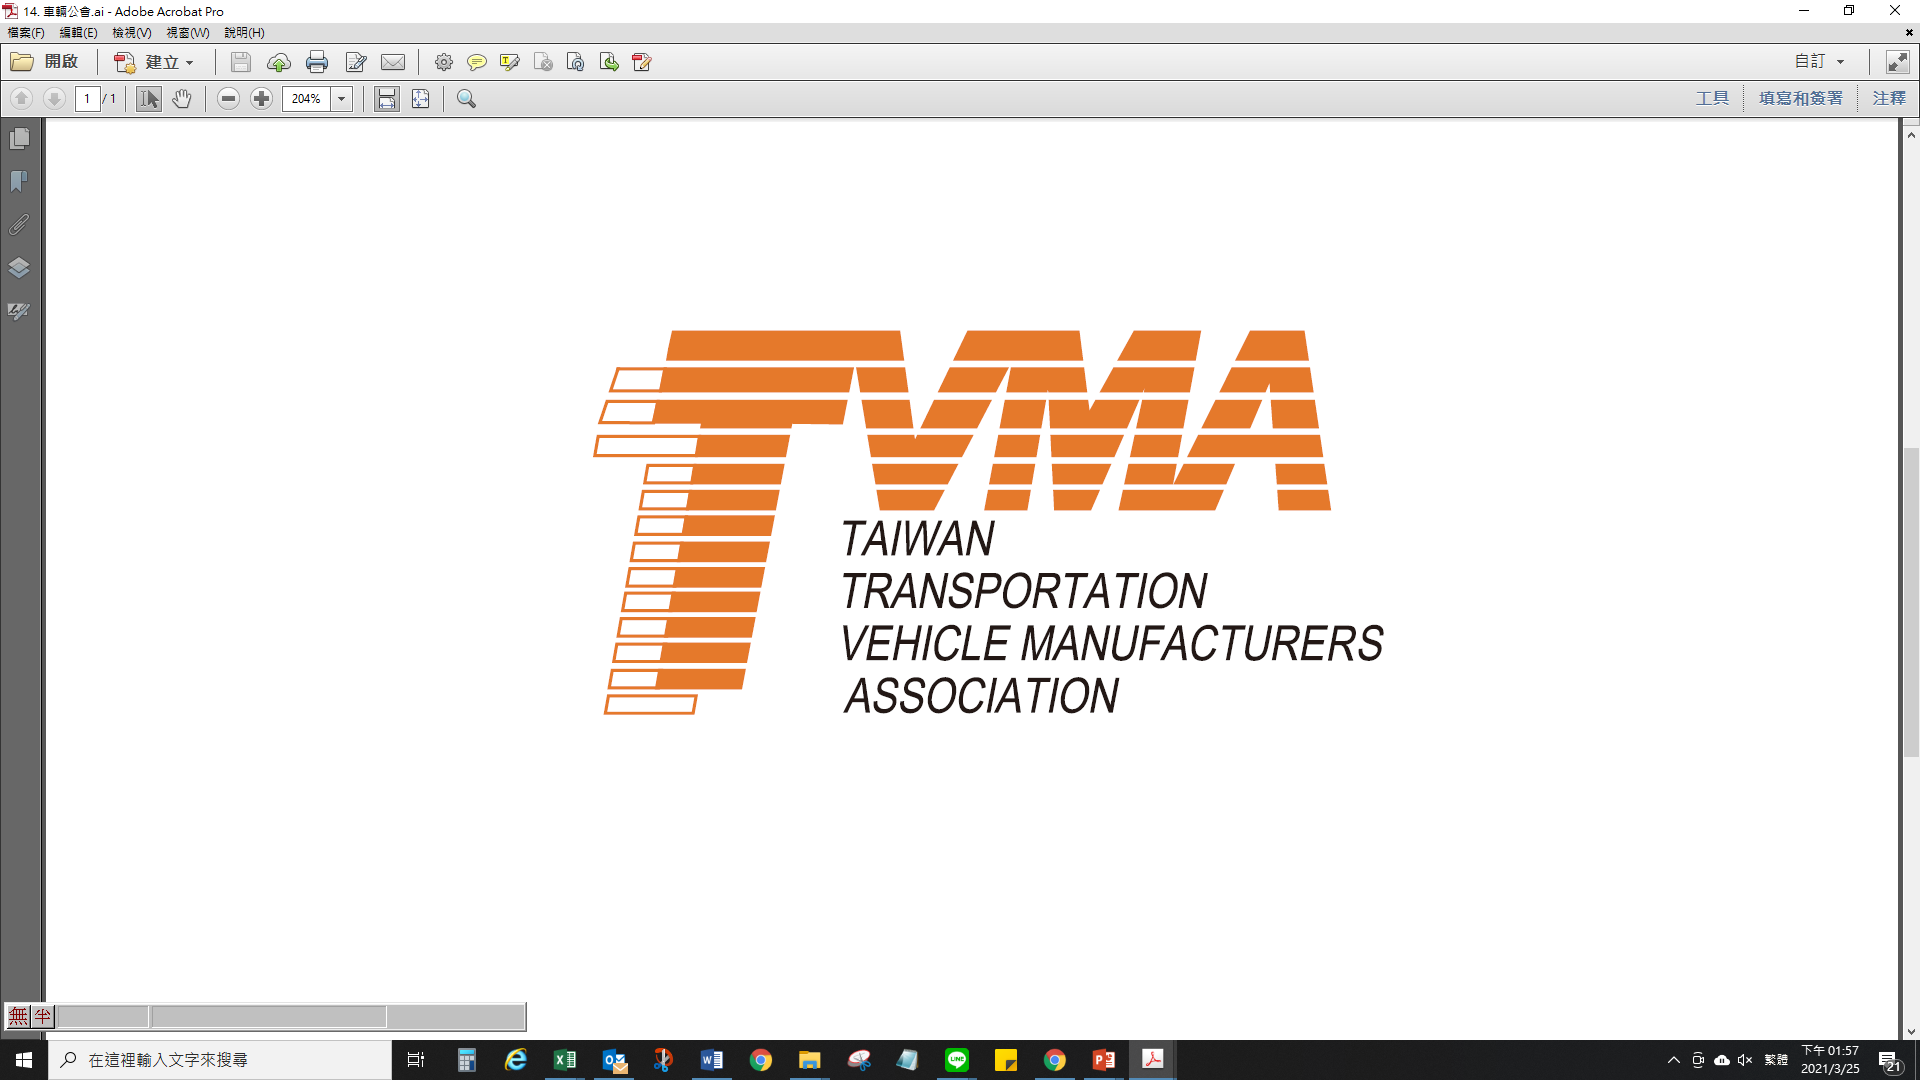 14. 車輛公會.ai - Adobe Acrobat Pro
檔案(F) 編輯(E) 檢視(V) 視窗(W) 說明(H)
開啟 建立 自訂
1 / 1 204% 工具 填寫和簽署 注釋
TVMA
TAIWAN
TRANSPORTATION
VEHICLE MANUFACTURERS
ASSOCIATION
無 半
在這裡輸入文字來搜尋
繁體
下午 01:57
2021/3/25
21